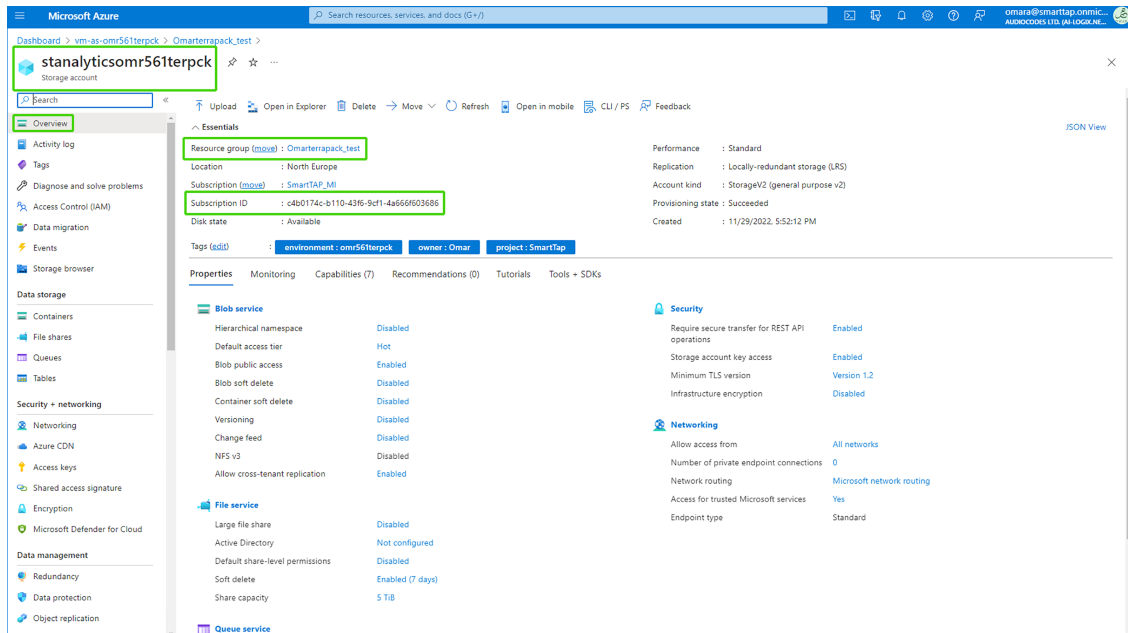 Microsoft Azure
Search resources, services, and docs (G+/)
omara@smarttap.onmic...
AUDIOCODES LTD. (AI-LOGIX.NE...
Dashboard > vm-as-omr561terpck > Omarterrapack_test >
stanalyticsomr561terpck
Storage account
Search
Upload Open in Explorer Delete Move Refresh Open in mobile CLI / PS Feedback
Overview
Activity log
Tags
Diagnose and solve problems
Access Control (IAM)
Data migration
Events
Storage browser
Data storage
Containers
File shares
Queues
Tables
Security + networking
Networking
Azure CDN
Access keys
Shared access signature
Encryption
Microsoft Defender for Cloud
Data management
Redundancy
Data protection
Object replication
Essentials
JSON View
Resource group (move) : Omarterrapack_test
Location : North Europe
Subscription (move) : SmartTAP_MI
Subscription ID : c4b0174c-b110-43f6-9cf1-4a666f603686
Disk state : Available
Performance : Standard
Replication : Locally-redundant storage (LRS)
Account kind : StorageV2 (general purpose v2)
Provisioning state : Succeeded
Created : 11/29/2022, 5:52:12 PM
Tags (edit) : environment : omr561terpck owner : Omar project : SmartTap
Properties Monitoring Capabilities (7) Recommendations (0) Tutorials Tools + SDKs
Blob service
Hierarchical namespace Disabled
Default access tier Hot
Blob public access Enabled
Blob soft delete Disabled
Container soft delete Disabled
Versioning Disabled
Change feed Disabled
NFS v3 Disabled
Allow cross-tenant replication Enabled
File service
Large file share Disabled
Active Directory Not configured
Default share-level permissions Disabled
Soft delete Enabled (7 days)
Share capacity 5 TiB
Queue service
Security
Require secure transfer for REST API Enabled
operations
Storage account key access Enabled
Minimum TLS version Version 1.2
Infrastructure encryption Disabled
Networking
Allow access from All networks
Number of private endpoint connections 0
Network routing Microsoft network routing
Access for trusted Microsoft services Yes
Endpoint type Standard